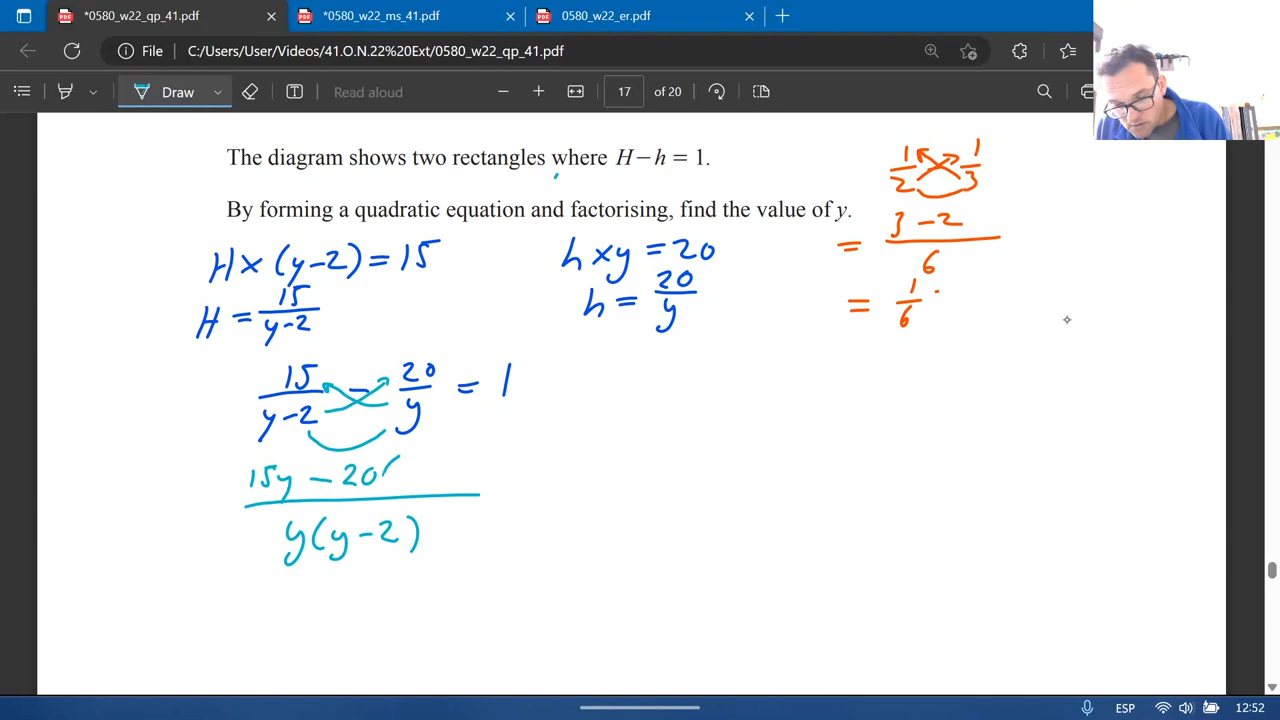 *0580_w22_qp_41.pdf
*0580_w22_ms_41.pdf
0580_w22_er.pdf
File C:/Users/User/Videos/41.O.N.22%20Ext/0580_w22_qp_41.pdf
Draw Read aloud 17 of 20
The diagram shows two rectangles where H − h = 1.
By forming a quadratic equation and factorising, find the value of y.
H × (y−2) = 15
H = 15/(y−2)
h × y = 20
h = 20/y
15/(y−2) − 20/y = 1
15y − 20(
y(y−2)
1/2 − 1/3
= (3 − 2)/6
= 1/6.
ESP 12:52